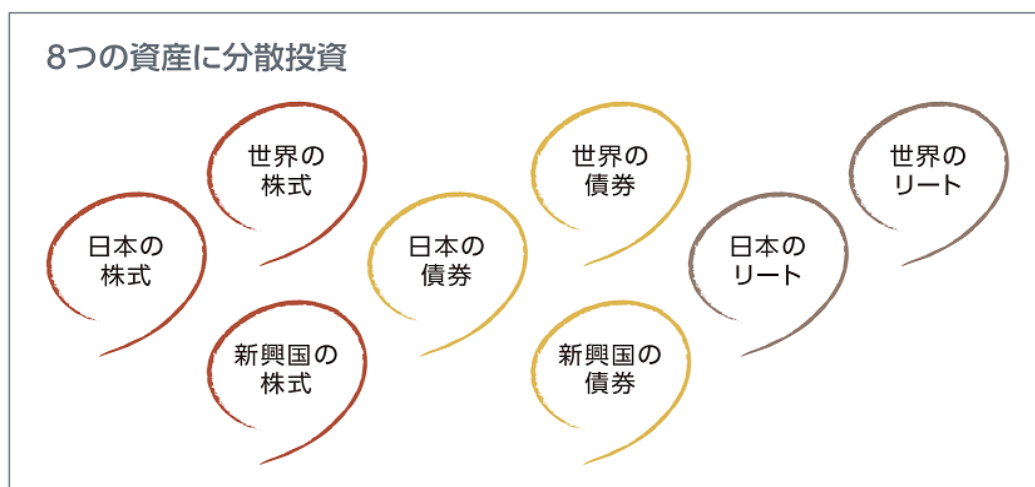 8つの資産に分散投資
世界の
株式
日本の
株式
新興国の
株式
世界の
債券
日本の
債券
新興国の
債券
世界の
リート
日本の
リート